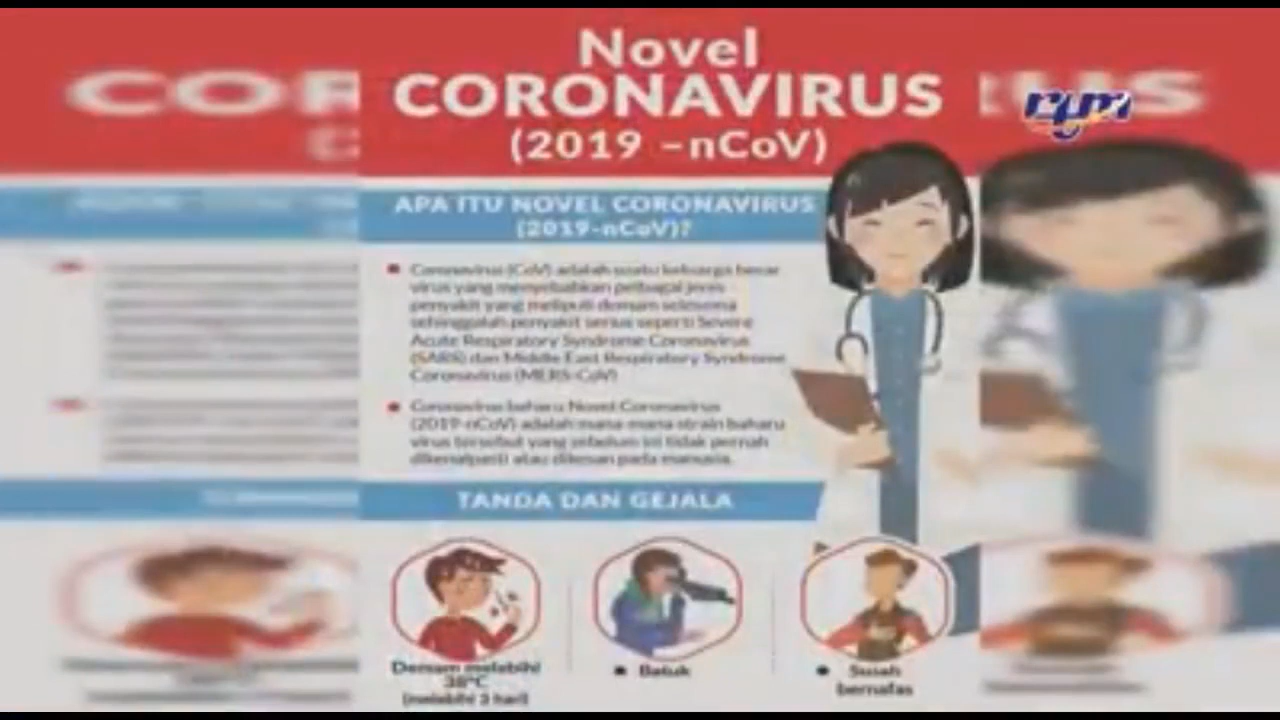 Novel
CORONAVIRUS
(2019 –nCoV)
rtm
APA ITU NOVEL CORONAVIRUS
(2019-nCoV)?
Coronavirus (CoV) adalah suatu keluarga besar
virus yang menyebabkan pelbagai jenis
penyakit yang meliputi demam selesema
sehinggalah penyakit serius seperti Severe
Acute Respiratory Syndrome Coronavirus
(SARS) dan Middle East Respiratory Syndrome
Coronavirus (MERS-CoV)
Coronavirus baharu Novel Coronavirus
(2019-nCoV) adalah mana-mana strain baharu
virus tersebut yang sebelum ini tidak pernah
dikenalpasti atau dikesan pada manusia.
TANDA DAN GEJALA
Demam melebihi
38°C
(melebihi 3 hari)
Batuk
Susah
bernafas